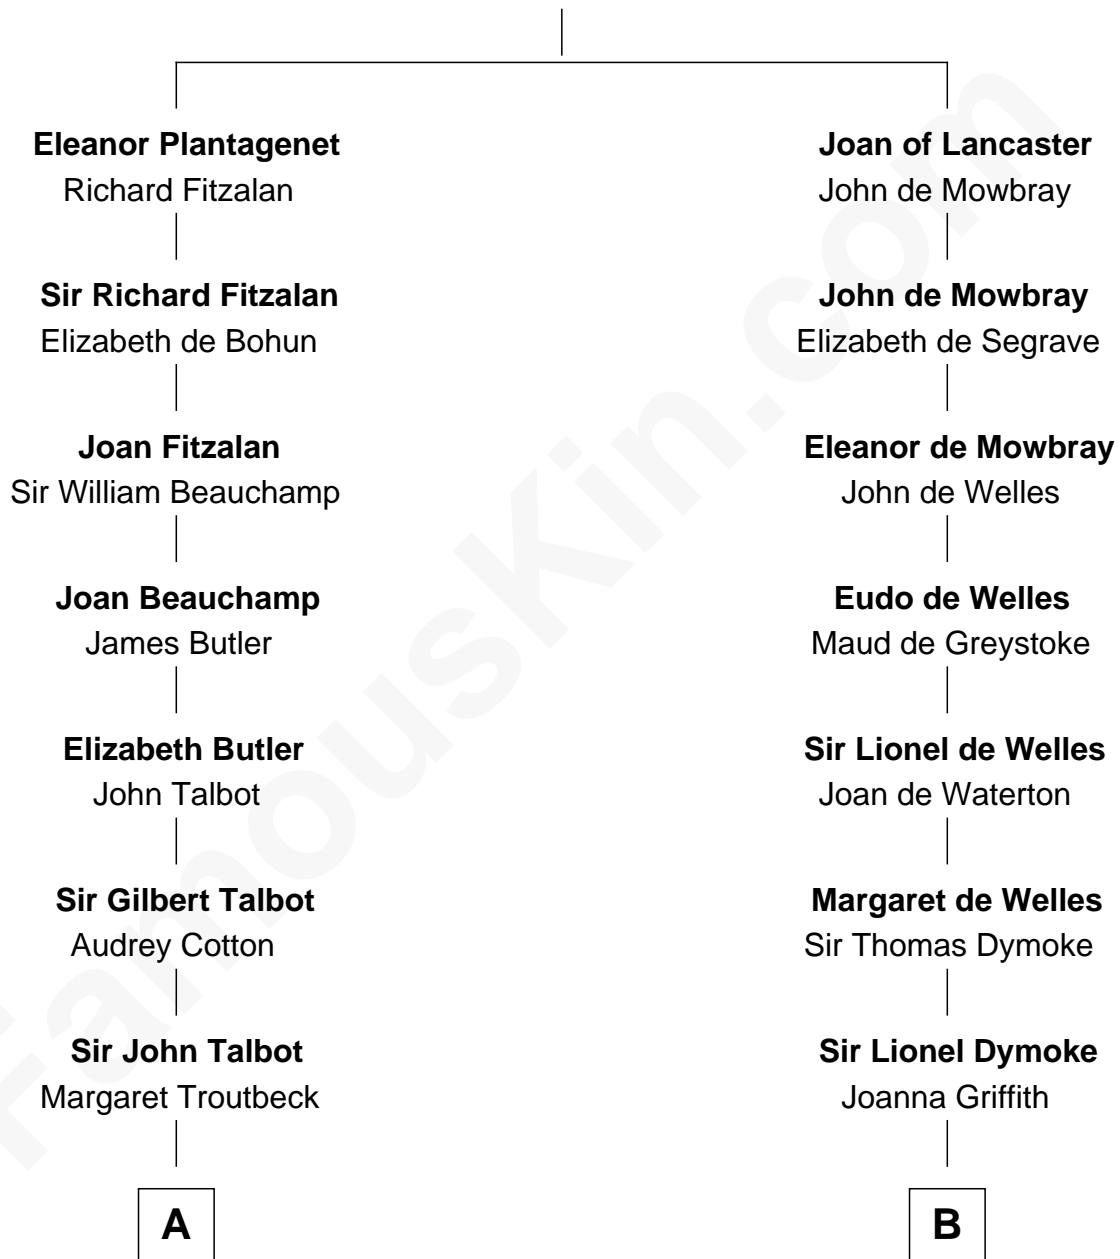 Eleanor Plantagenet
Richard Fitzalan
Sir Richard Fitzalan
Elizabeth de Bohun
Joan Fitzalan
Sir William Beauchamp
Joan Beauchamp
James Butler
Elizabeth Butler
John Talbot
Sir Gilbert Talbot
Audrey Cotton
Sir John Talbot
Margaret Troutbeck
A
Joan of Lancaster
John de Mowbray
John de Mowbray
Elizabeth de Segrave
Eleanor de Mowbray
John de Welles
Eudo de Welles
Maud de Greystoke
Sir Lionel de Welles
Joan de Waterton
Margaret de Welles
Sir Thomas Dymoke
Sir Lionel Dymoke
Joanna Griffith
B
FamousKin.com